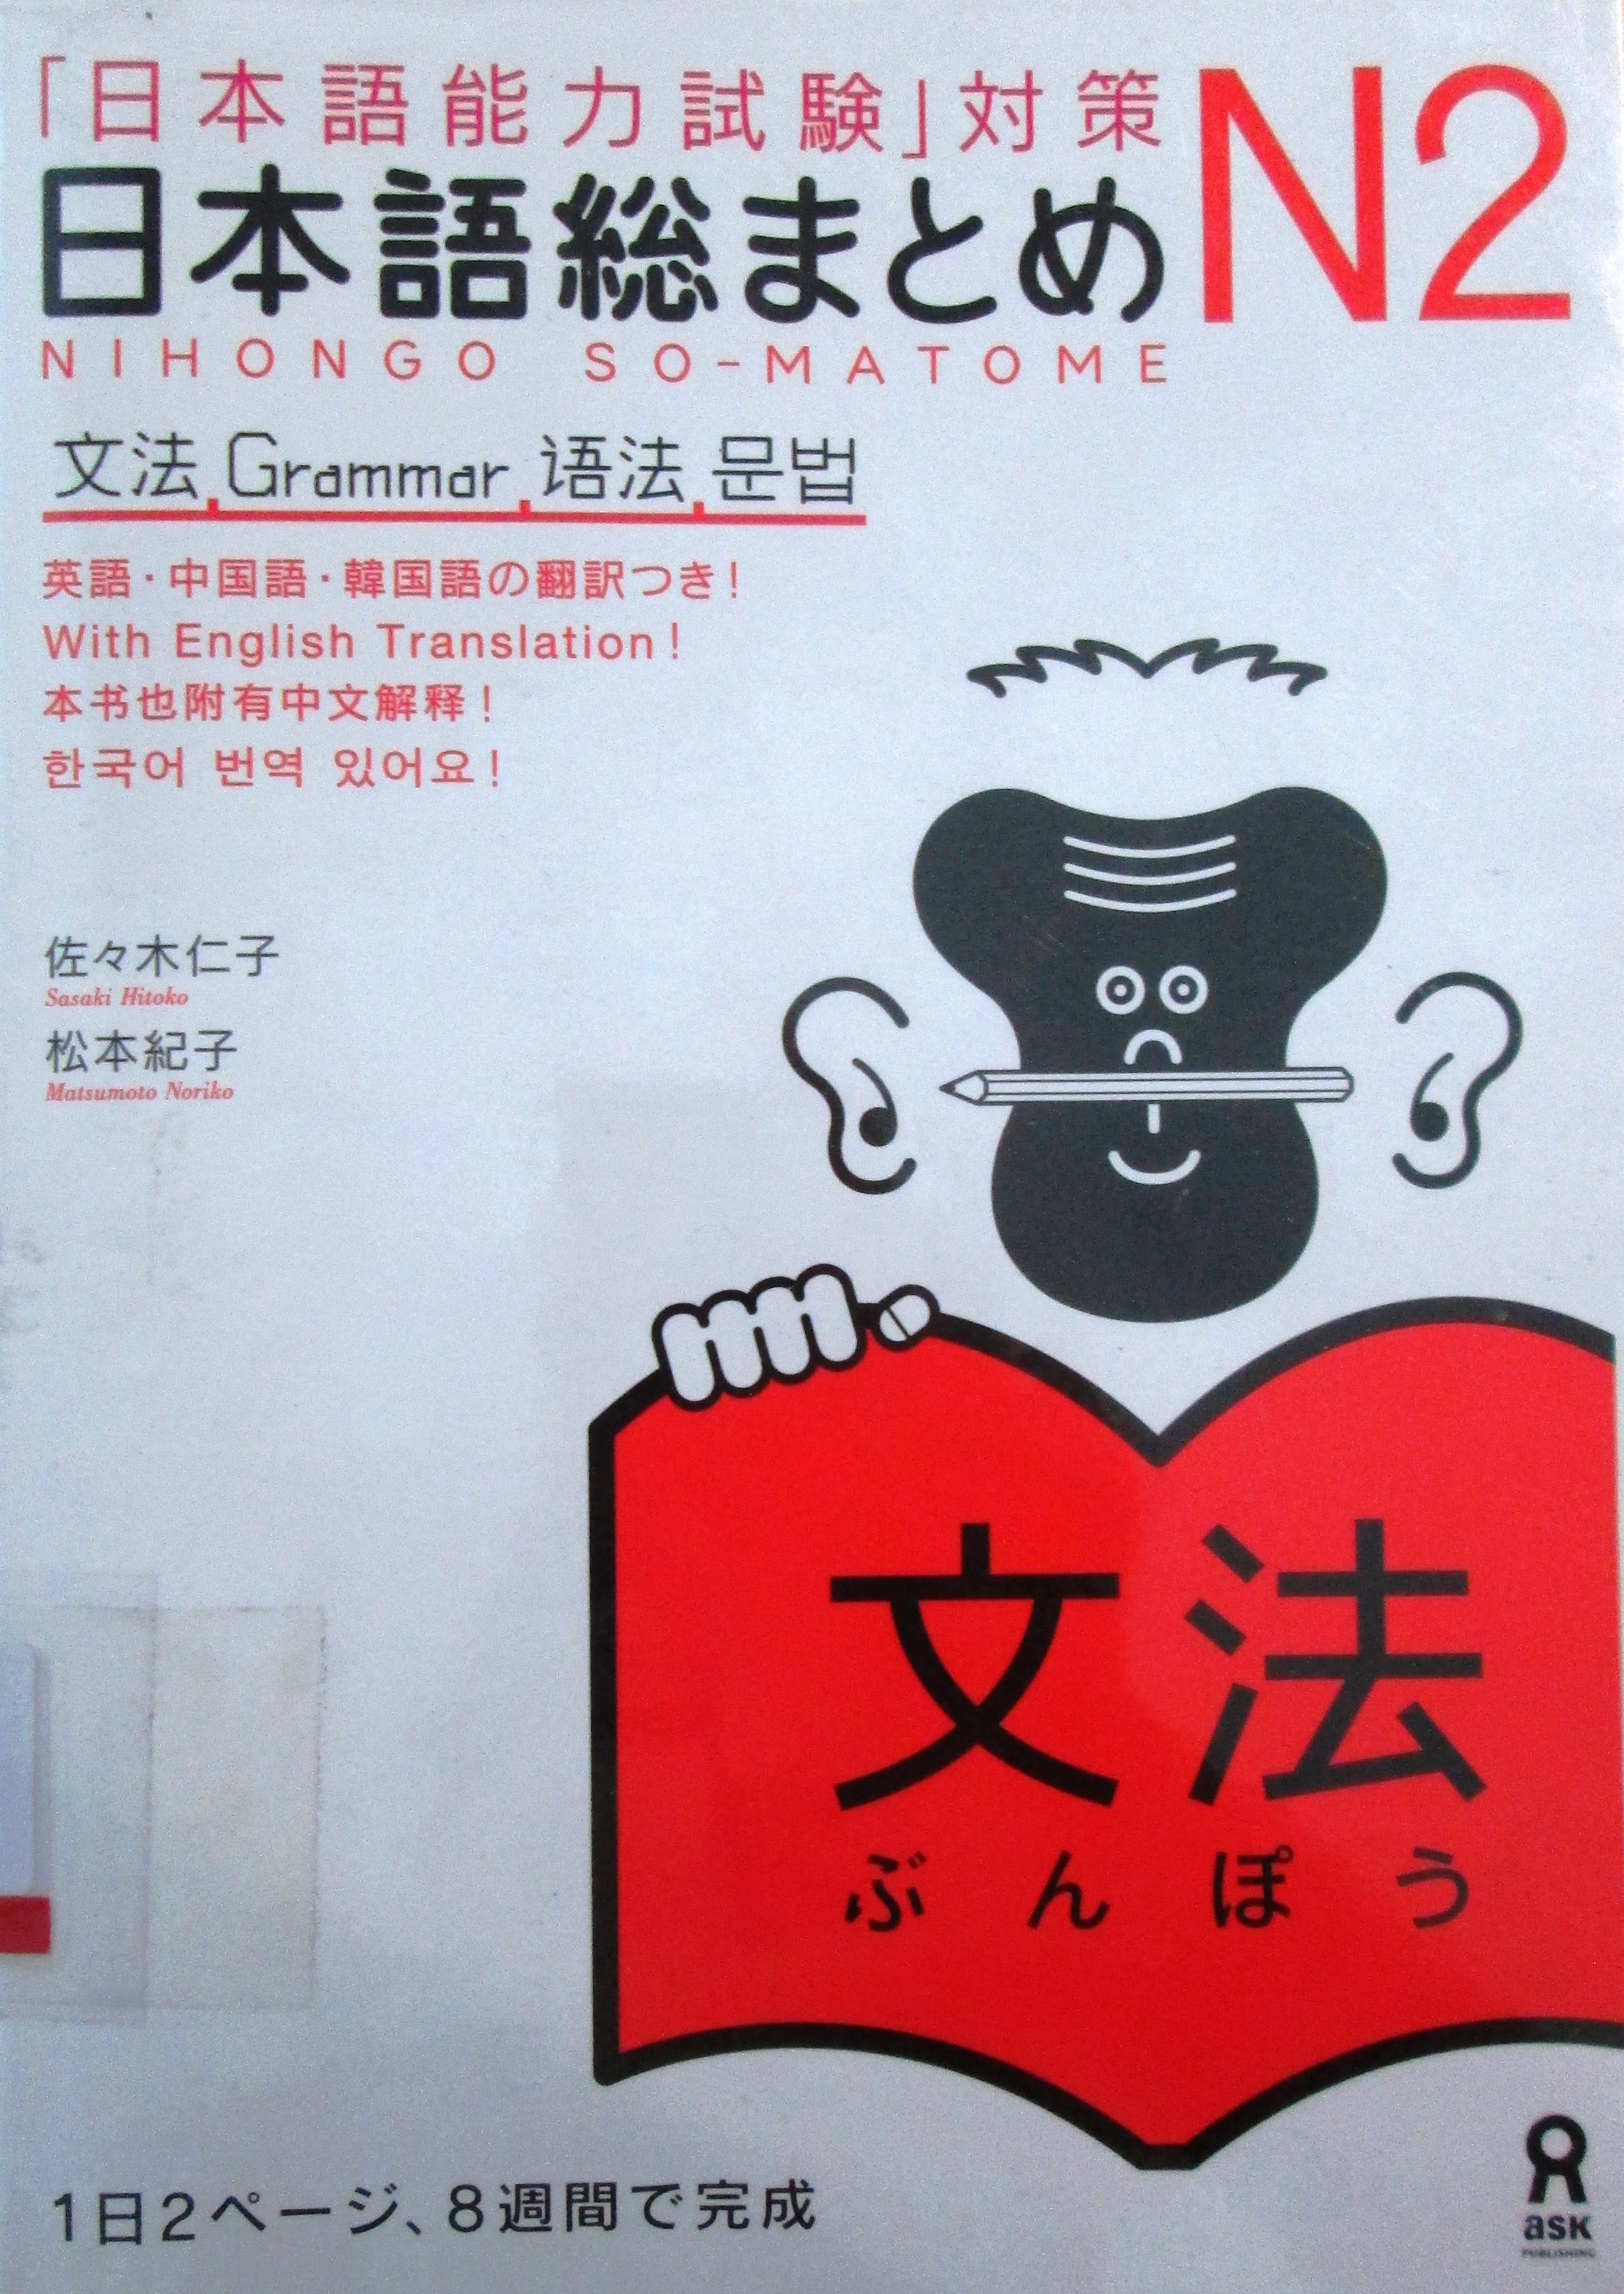 「日本語能力試験」対策
日本語総まとめ N2
NIHONGO SO-MATOME
文法 Grammar 语法 문법
英語・中国語・韓国語の翻訳つき！
With English Translation！
本书也附有中文解释！
한국어 번역 있어요！
佐々木仁子
Sasaki Hitoko
松本紀子
Matsumoto Noriko
文法
ぶんぽう
1日2ページ、8週間で完成
ask
PUBLISHING